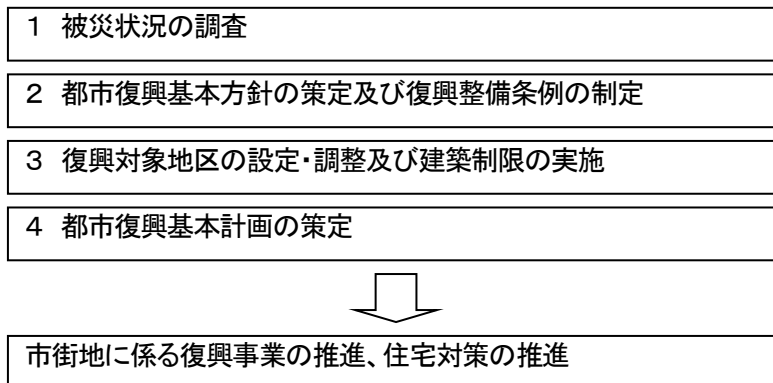 １ 被災状況の調査
２ 都市復興基本方針の策定及び復興整備条例の制定
３ 復興対象地区の設定・調整及び建築制限の実施
４ 都市復興基本計画の策定
市街地に係る復興事業の推進、住宅対策の推進